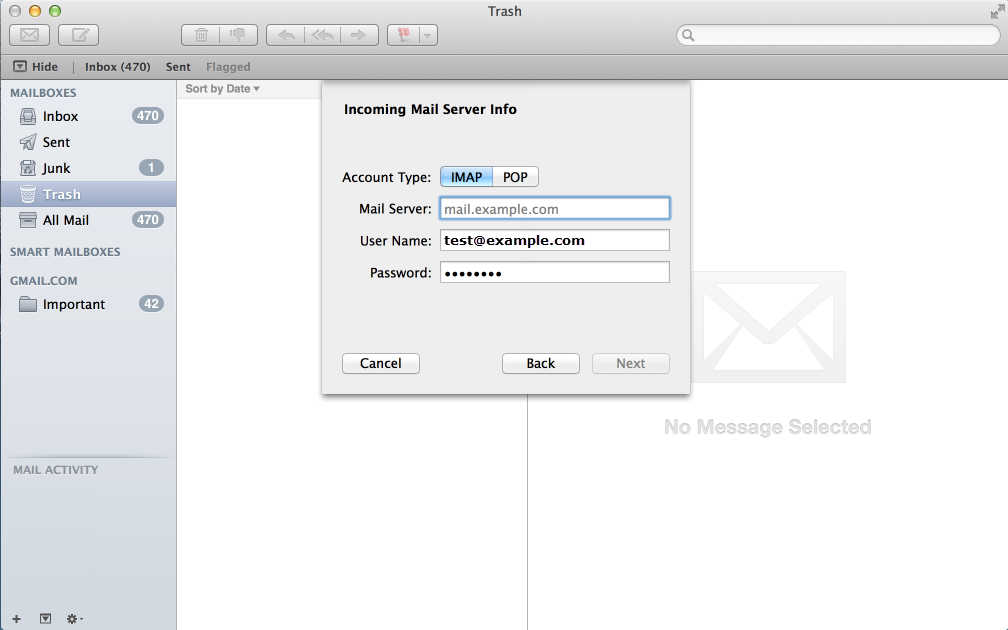 Trash
Hide | Inbox (470) Sent Flagged
MAILBOXES
Inbox 470
Sent
Junk 1
Trash
All Mail 470
SMART MAILBOXES
GMAIL.COM
Important 42
MAIL ACTIVITY
Sort by Date ▾
Incoming Mail Server Info
Account Type: IMAP POP
Mail Server: mail.example.com
User Name: test@example.com
Password: ••••••••
Cancel Back Next
No Message Selected